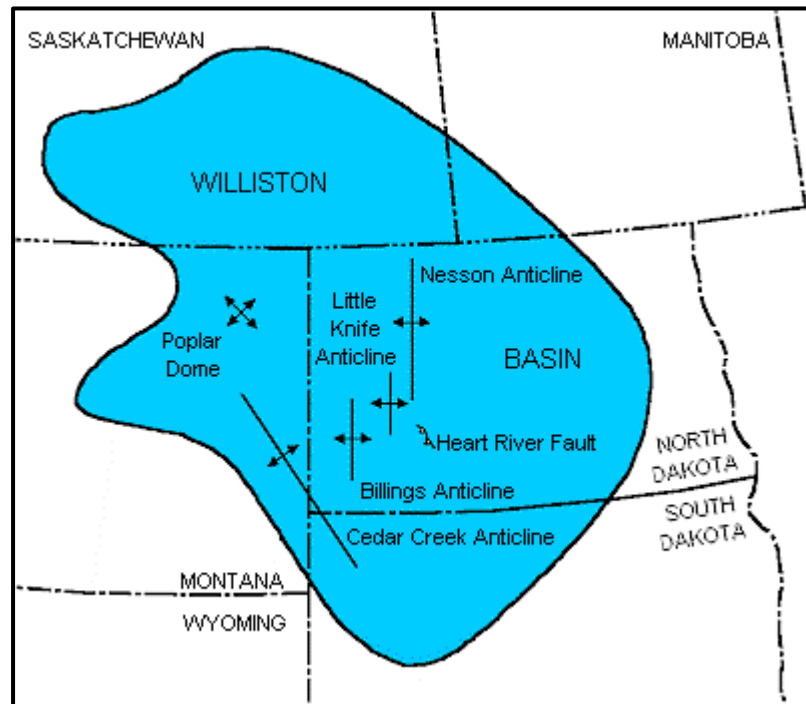 SASKATCHEWAN
MANITOBA
WILLISTON
Nesson Anticline
Little
Knife
Anticline
Poplar
Dome
BASIN
Heart River Fault
NORTH
DAKOTA
Billings Anticline
SOUTH
DAKOTA
Cedar Creek Anticline
MONTANA
WYOMING